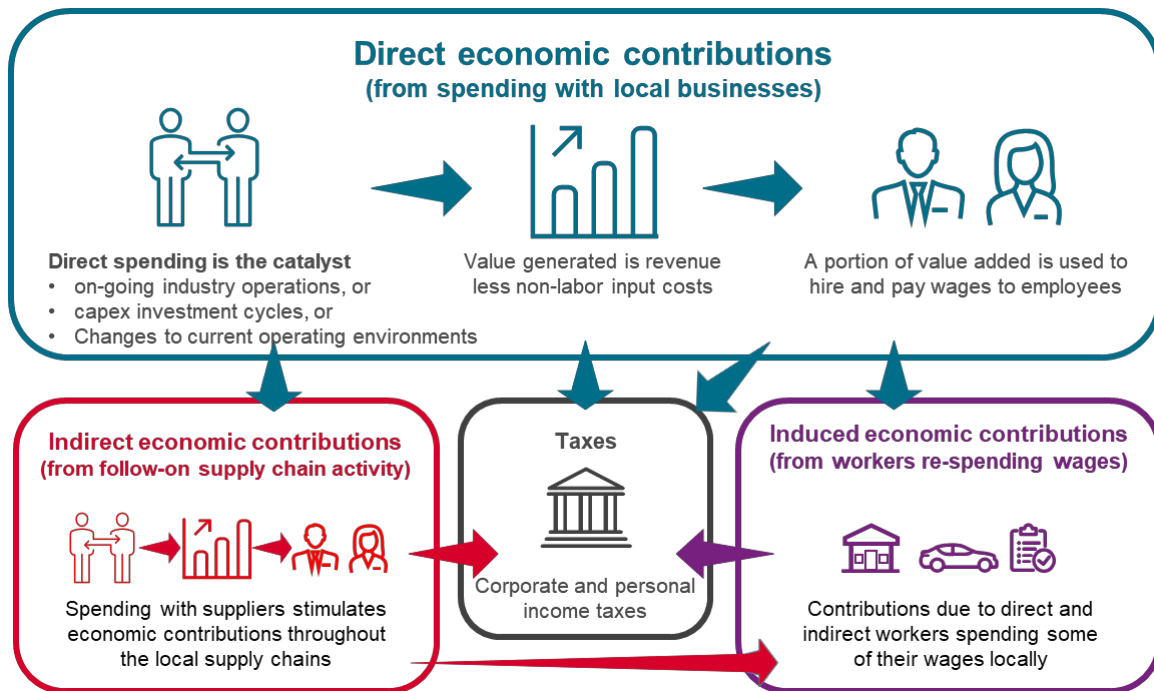 Direct economic contributions
(from spending with local businesses)
Direct spending is the catalyst
• on-going industry operations, or
• capex investment cycles, or
• Changes to current operating environments
Value generated is revenue
less non-labor input costs
A portion of value added is used to
hire and pay wages to employees
Indirect economic contributions
(from follow-on supply chain activity)
Spending with suppliers stimulates
economic contributions throughout
the local supply chains
Taxes
Corporate and personal
income taxes
Induced economic contributions
(from workers re-spending wages)
Contributions due to direct and
indirect workers spending some
of their wages locally